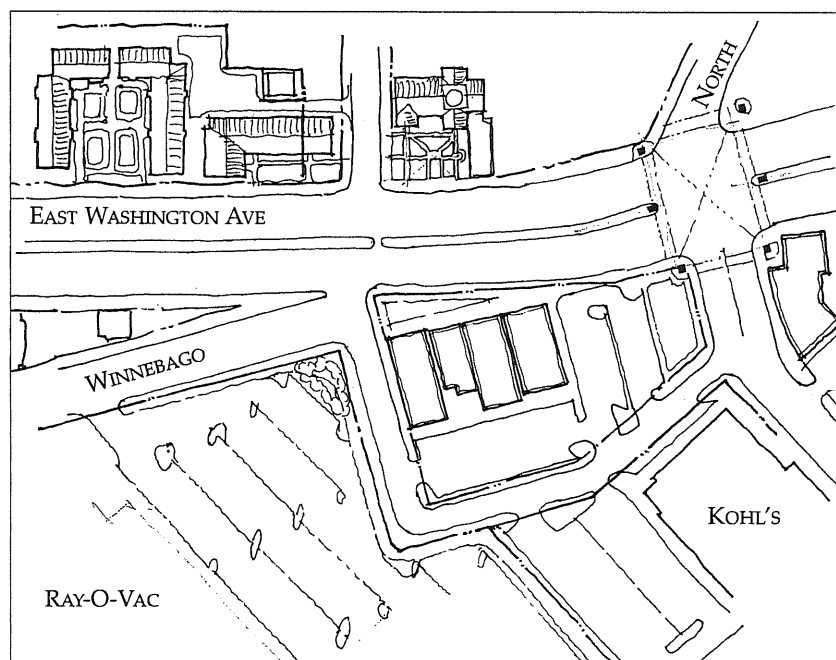 NORTH
EAST WASHINGTON AVE
WINNEBAGO
KOHL'S
RAY-O-VAC